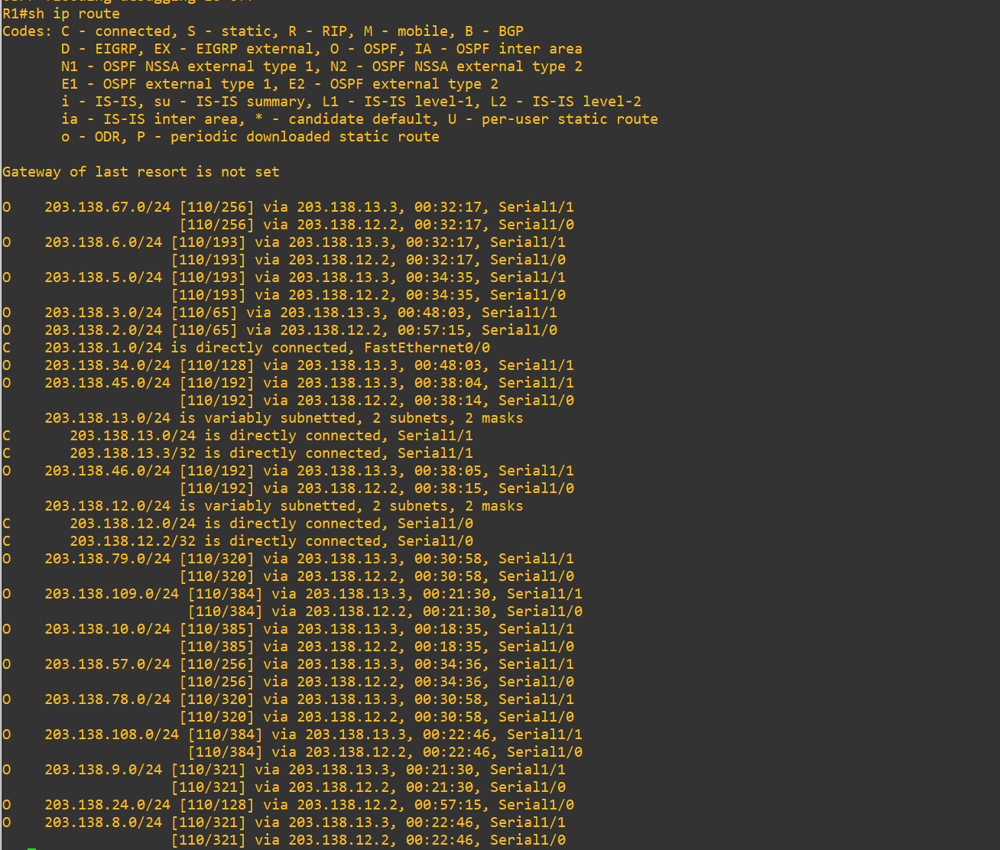 R1#sh ip route
Codes: C - connected, S - static, R - RIP, M - mobile, B - BGP
       D - EIGRP, EX - EIGRP external, O - OSPF, IA - OSPF inter area
       N1 - OSPF NSSA external type 1, N2 - OSPF NSSA external type 2
       E1 - OSPF external type 1, E2 - OSPF external type 2
       i - IS-IS, su - IS-IS summary, L1 - IS-IS level-1, L2 - IS-IS level-2
       ia - IS-IS inter area, * - candidate default, U - per-user static route
       o - ODR, P - periodic downloaded static route

Gateway of last resort is not set

O    203.138.67.0/24 [110/256] via 203.138.13.3, 00:32:17, Serial1/1
                     [110/256] via 203.138.12.2, 00:32:17, Serial1/0
O    203.138.6.0/24 [110/193] via 203.138.13.3, 00:32:17, Serial1/1
                    [110/193] via 203.138.12.2, 00:32:17, Serial1/0
O    203.138.5.0/24 [110/193] via 203.138.13.3, 00:34:35, Serial1/1
                    [110/193] via 203.138.12.2, 00:34:35, Serial1/0
O    203.138.3.0/24 [110/65] via 203.138.13.3, 00:48:03, Serial1/1
O    203.138.2.0/24 [110/65] via 203.138.12.2, 00:57:15, Serial1/0
C    203.138.1.0/24 is directly connected, FastEthernet0/0
O    203.138.34.0/24 [110/128] via 203.138.13.3, 00:48:03, Serial1/1
O    203.138.45.0/24 [110/192] via 203.138.13.3, 00:38:04, Serial1/1
                     [110/192] via 203.138.12.2, 00:38:14, Serial1/0
     203.138.13.0/24 is variably subnetted, 2 subnets, 2 masks
C       203.138.13.0/24 is directly connected, Serial1/1
C       203.138.13.3/32 is directly connected, Serial1/1
O    203.138.46.0/24 [110/192] via 203.138.13.3, 00:38:05, Serial1/1
                     [110/192] via 203.138.12.2, 00:38:15, Serial1/0
     203.138.12.0/24 is variably subnetted, 2 subnets, 2 masks
C       203.138.12.0/24 is directly connected, Serial1/0
C       203.138.12.2/32 is directly connected, Serial1/0
O    203.138.79.0/24 [110/320] via 203.138.13.3, 00:30:58, Serial1/1
                     [110/320] via 203.138.12.2, 00:30:58, Serial1/0
O    203.138.109.0/24 [110/384] via 203.138.13.3, 00:21:30, Serial1/1
                      [110/384] via 203.138.12.2, 00:21:30, Serial1/0
O    203.138.10.0/24 [110/385] via 203.138.13.3, 00:18:35, Serial1/1
                     [110/385] via 203.138.12.2, 00:18:35, Serial1/0
O    203.138.57.0/24 [110/256] via 203.138.13.3, 00:34:36, Serial1/1
                     [110/256] via 203.138.12.2, 00:34:36, Serial1/0
O    203.138.78.0/24 [110/320] via 203.138.13.3, 00:30:58, Serial1/1
                     [110/320] via 203.138.12.2, 00:30:58, Serial1/0
O    203.138.108.0/24 [110/384] via 203.138.13.3, 00:22:46, Serial1/1
                      [110/384] via 203.138.12.2, 00:22:46, Serial1/0
O    203.138.9.0/24 [110/321] via 203.138.13.3, 00:21:30, Serial1/1
                    [110/321] via 203.138.12.2, 00:21:30, Serial1/0
O    203.138.24.0/24 [110/128] via 203.138.12.2, 00:57:15, Serial1/0
O    203.138.8.0/24 [110/321] via 203.138.13.3, 00:22:46, Serial1/1
                    [110/321] via 203.138.12.2, 00:22:46, Serial1/0